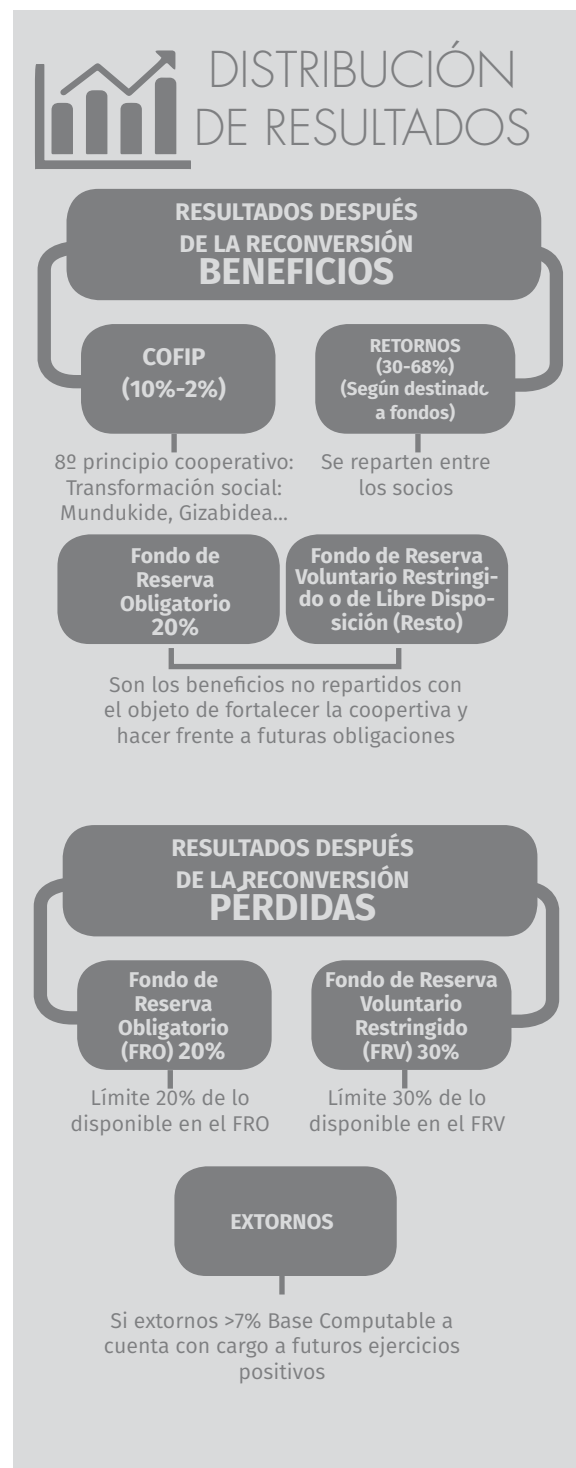 DISTRIBUCIÓN
DE RESULTADOS
RESULTADOS DESPUÉS
DE LA RECONVERSIÓN
BENEFICIOS
COFIP
(10%-2%)
8º principio cooperativo:
Transformación social:
Mundukide, Gizabidea...
RETORNOS
(30-68%)
(Según destinado
a fondos)
Se reparten entre
los socios
Fondo de
Reserva
Obligatorio
20%
Fondo de Reserva
Voluntario Restringi-
do o de Libre Dispo-
sición (Resto)
Son los beneficios no repartidos con
el objeto de fortalecer la coopertiva y
hacer frente a futuras obligaciones
RESULTADOS DESPUÉS
DE LA RECONVERSIÓN
PÉRDIDAS
Fondo de
Reserva
Obligatorio
(FRO) 20%
Límite 20% de lo
disponible en el FRO
Fondo de Reserva
Voluntario
Restringido
(FRV) 30%
Límite 30% de lo
disponible en el FRV
EXTORNOS
Si extornos >7% Base Computable a
cuenta con cargo a futuros ejercicios
positivos